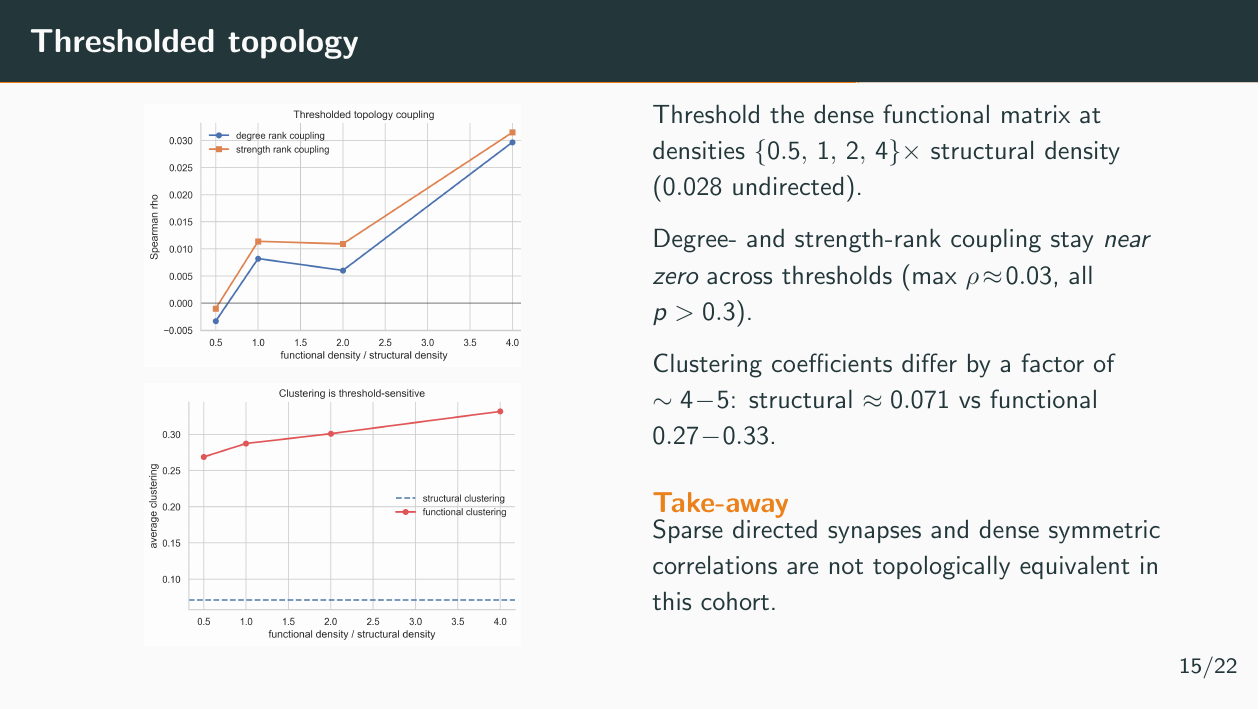 Thresholded topology
Thresholded topology coupling
degree rank coupling
strength rank coupling
0.030
0.025
0.020
0.015
0.010
0.005
0.000
−0.005
Spearman rho
0.5 1.0 1.5 2.0 2.5 3.0 3.5 4.0
functional density / structural density
Clustering is threshold-sensitive
0.30
0.25
0.20
0.15
0.10
average clustering
structural clustering
functional clustering
0.5 1.0 1.5 2.0 2.5 3.0 3.5 4.0
functional density / structural density
Threshold the dense functional matrix at
densities {0.5, 1, 2, 4}× structural density
(0.028 undirected).
Degree- and strength-rank coupling stay near
zero across thresholds (max ρ≈0.03, all
p > 0.3).
Clustering coefficients differ by a factor of
∼ 4−5: structural ≈ 0.071 vs functional
0.27−0.33.
Take-away
Sparse directed synapses and dense symmetric
correlations are not topologically equivalent in
this cohort.
15/22